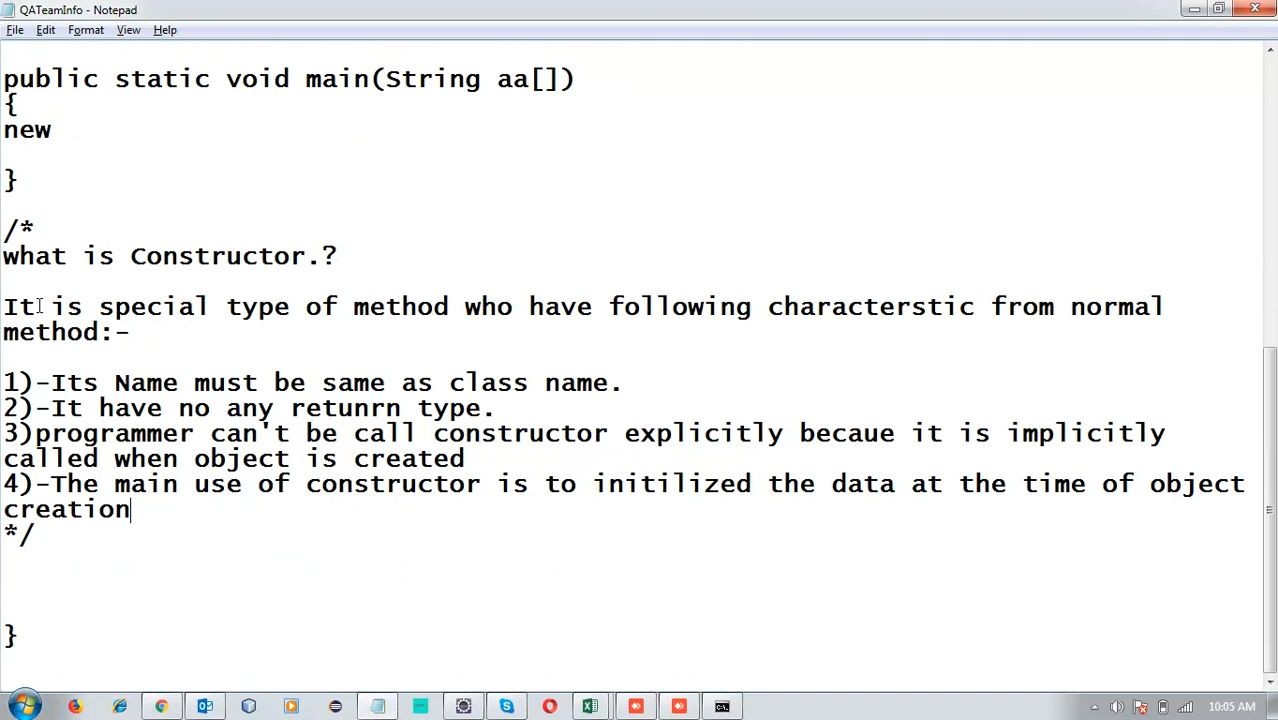 QATeamInfo - Notepad
File Edit Format View Help
public static void main(String aa[])
{
new
}
/*
what is Constructor.?
It is special type of method who have following characterstic from normal
method:-
1)-Its Name must be same as class name.
2)-It have no any retunrn type.
3)programmer can't be call constructor explicitly becaue it is implicitly
called when object is created
4)-The main use of constructor is to initilized the data at the time of object
creation
*/
}
10:05 AM